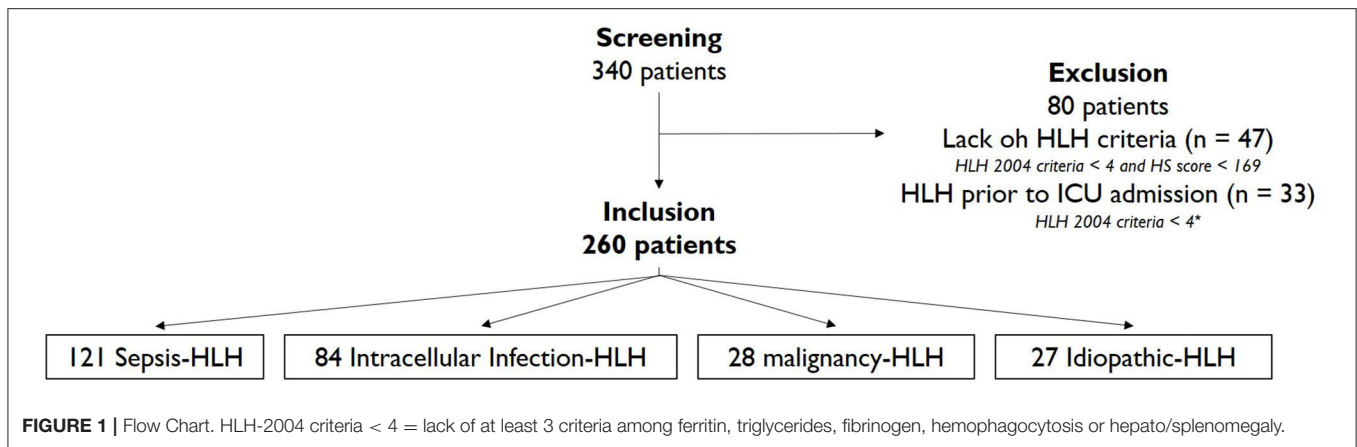 Screening
340 patients
Exclusion
80 patients
Lack oh HLH criteria (n = 47)
HLH 2004 criteria < 4 and HS score < 169
HLH prior to ICU admission (n = 33)
HLH 2004 criteria < 4*
Inclusion
260 patients
121 Sepsis-HLH
84 Intracellular Infection-HLH
28 malignancy-HLH
27 Idiopathic-HLH
FIGURE 1 | Flow Chart. HLH-2004 criteria < 4 = lack of at least 3 criteria among ferritin, triglycerides, fibrinogen, hemophagocytosis or hepato/splenomegaly.